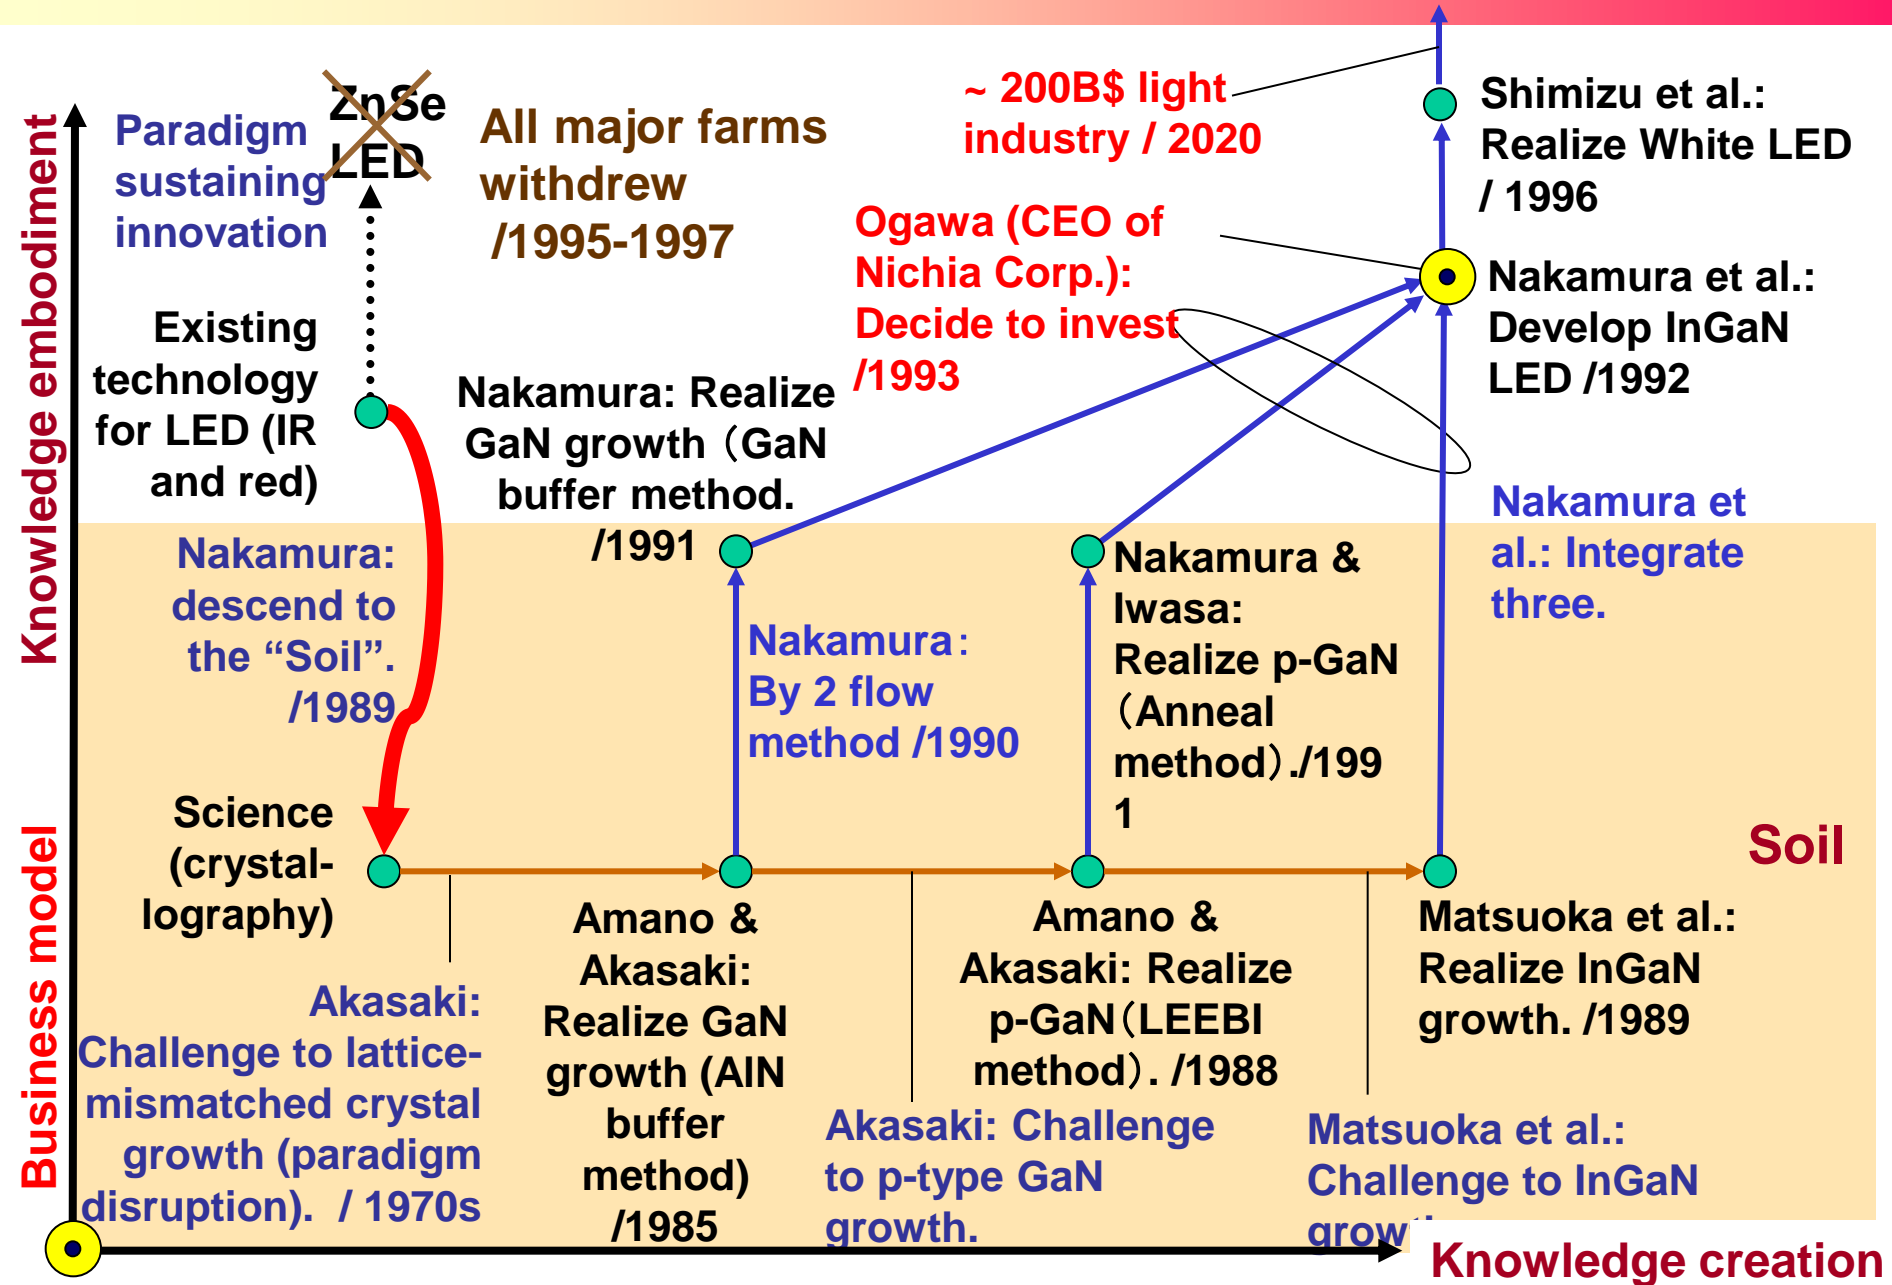 Knowledge embodiment
Business model
Paradigm
sustaining
innovation
ZnSe
LED
All major farms
withdrew
/1995-1997
~ 200B$ light
industry / 2020
Shimizu et al.:
Realize White LED
/ 1996
Ogawa (CEO of
Nichia Corp.):
Decide to invest
/1993
Nakamura et al.:
Develop InGaN
LED /1992
Existing
technology
for LED (IR
and red)
Nakamura: Realize
GaN growth（GaN
buffer method.
/1991
Nakamura et
al.: Integrate
three.
Nakamura:
descend to
the “Soil”.
/1989
Nakamura：
By 2 flow
method /1990
Nakamura &
Iwasa:
Realize p-GaN
（Anneal
method）./199
1
Soil
Science
(crystal-
lography)
Akasaki:
Challenge to lattice-
mismatched crystal
growth (paradigm
disruption).  / 1970s
Amano &
Akasaki:
Realize GaN
growth (AlN
buffer
method)
/1985
Amano &
Akasaki: Realize
p-GaN（LEEBI
method）. /1988
Akasaki: Challenge
to p-type GaN
growth.
Matsuoka et al.:
Realize InGaN
growth. /1989
Matsuoka et al.:
Challenge to InGaN
Knowledge creation